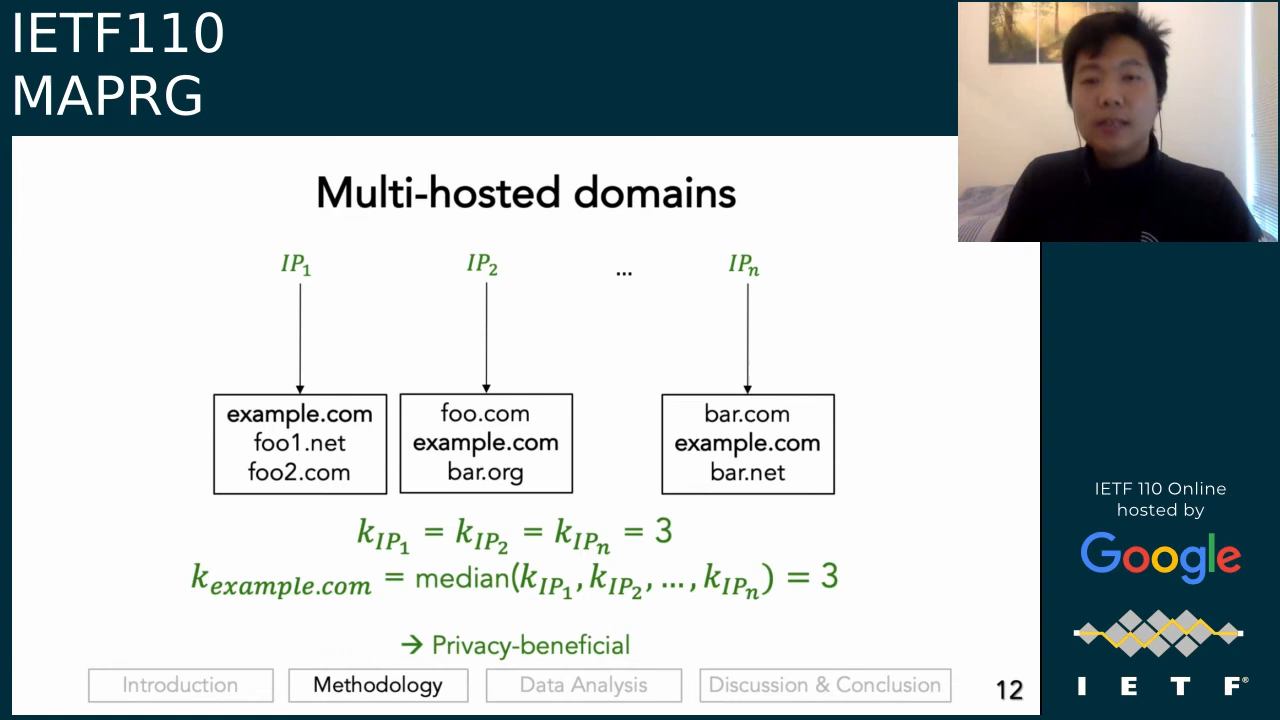 IETF110
MAPRG
Multi-hosted domains
IP₁ IP₂ ... IPₙ
example.com
foo1.net
foo2.com
foo.com
example.com
bar.org
bar.com
example.com
bar.net
k_IP₁ = k_IP₂ = k_IPₙ = 3
k_example.com = median(k_IP₁, k_IP₂, ... , k_IPₙ) = 3
→ Privacy-beneficial
Introduction Methodology Data Analysis Discussion & Conclusion 12
IETF 110 Online
hosted by
Google
I E T F®